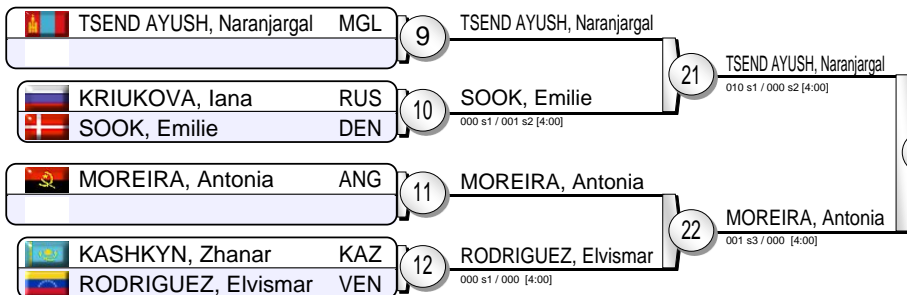 TSEND AYUSH, Naranjargal MGL
9
TSEND AYUSH, Naranjargal
21
TSEND AYUSH, Naranjargal
010 s1 / 000 s2 [4:00]
KRIUKOVA, Iana RUS
SOOK, Emilie DEN
10
SOOK, Emilie
000 s1 / 001 s2 [4:00]
MOREIRA, Antonia ANG
11
MOREIRA, Antonia
22
MOREIRA, Antonia
001 s3 / 000 [4:00]
KASHKYN, Zhanar KAZ
RODRIGUEZ, Elvismar VEN
12
RODRIGUEZ, Elvismar
000 s1 / 000 [4:00]